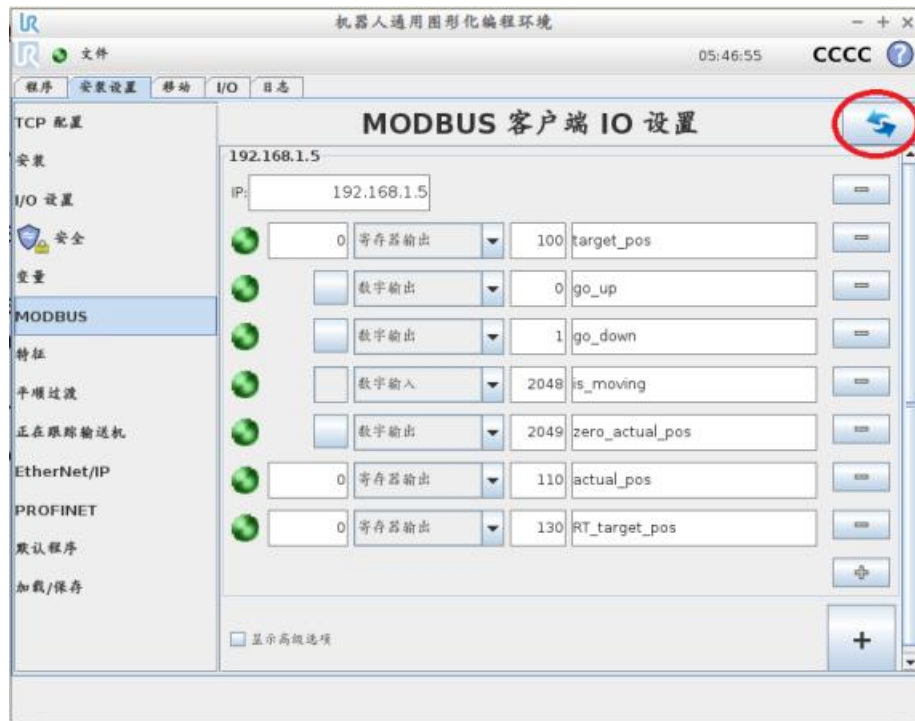 UR 机器人通用图形化编程环境
文件 05:46:55 CCCC ?
程序 安装设置 移动 I/O 日志
TCP 配置
安装
I/O 设置
安全
变量
MODBUS
特征
平顺过渡
正在跟踪输送机
EtherNet/IP
PROFINET
默认程序
加载/保存
MODBUS 客户端 IO 设置
192.168.1.5
IP: 192.168.1.5
0 寄存器输出 100 target_pos
数字输出 0 go_up
数字输出 1 go_down
数字输入 2048 is_moving
数字输出 2049 zero_actual_pos
0 寄存器输出 110 actual_pos
0 寄存器输出 130 RT_target_pos
显示高级选项